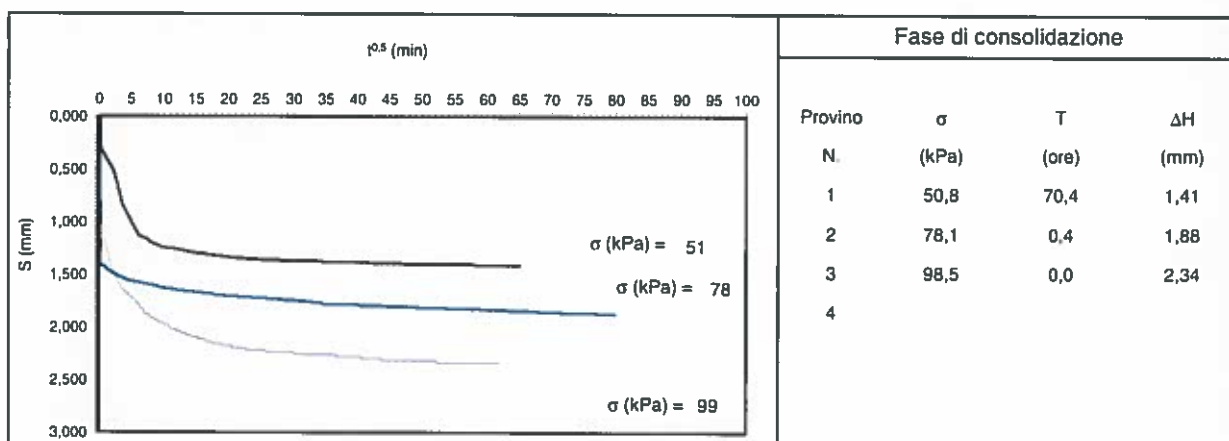 t^0,5 (min)
0 5 10 15 20 25 30 35 40 45 50 55 60 65 70 75 80 85 90 95 100
0,000
0,500
1,000
1,500
2,000
2,500
3,000
S (mm)
σ (kPa) = 51
σ (kPa) = 78
σ (kPa) = 99
Fase di consolidazione
Provino σ T ΔH
N. (kPa) (ore) (mm)
1 50,8 70,4 1,41
2 78,1 0,4 1,88
3 98,5 0,0 2,34
4